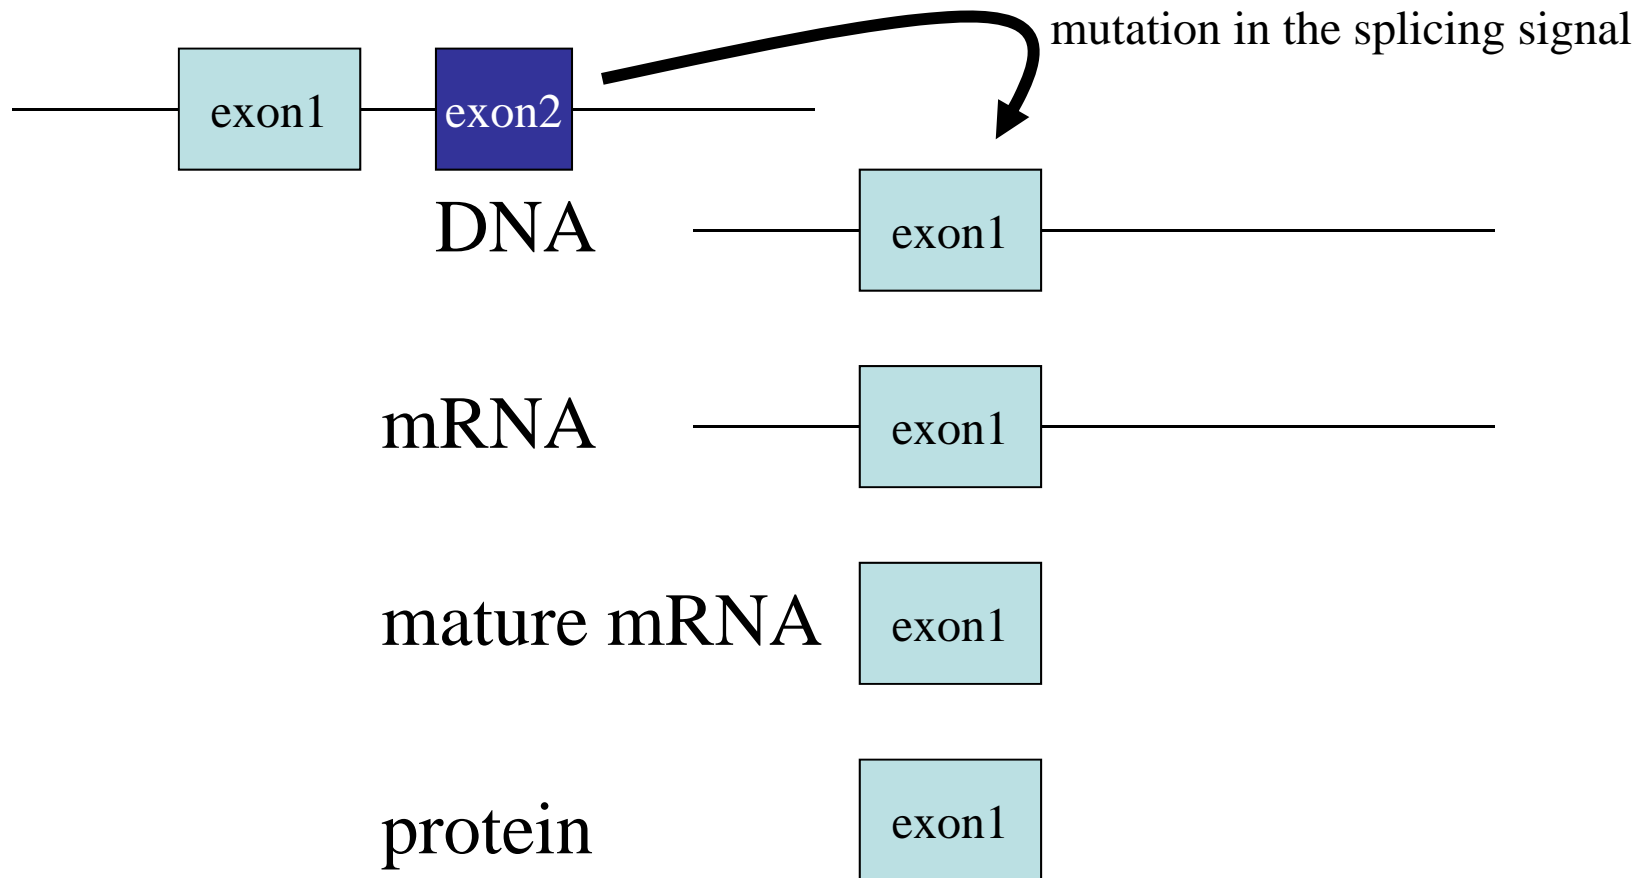 mutation in the splicing signal
exon1 exon2
DNA exon1
mRNA exon1
mature mRNA exon1
protein exon1